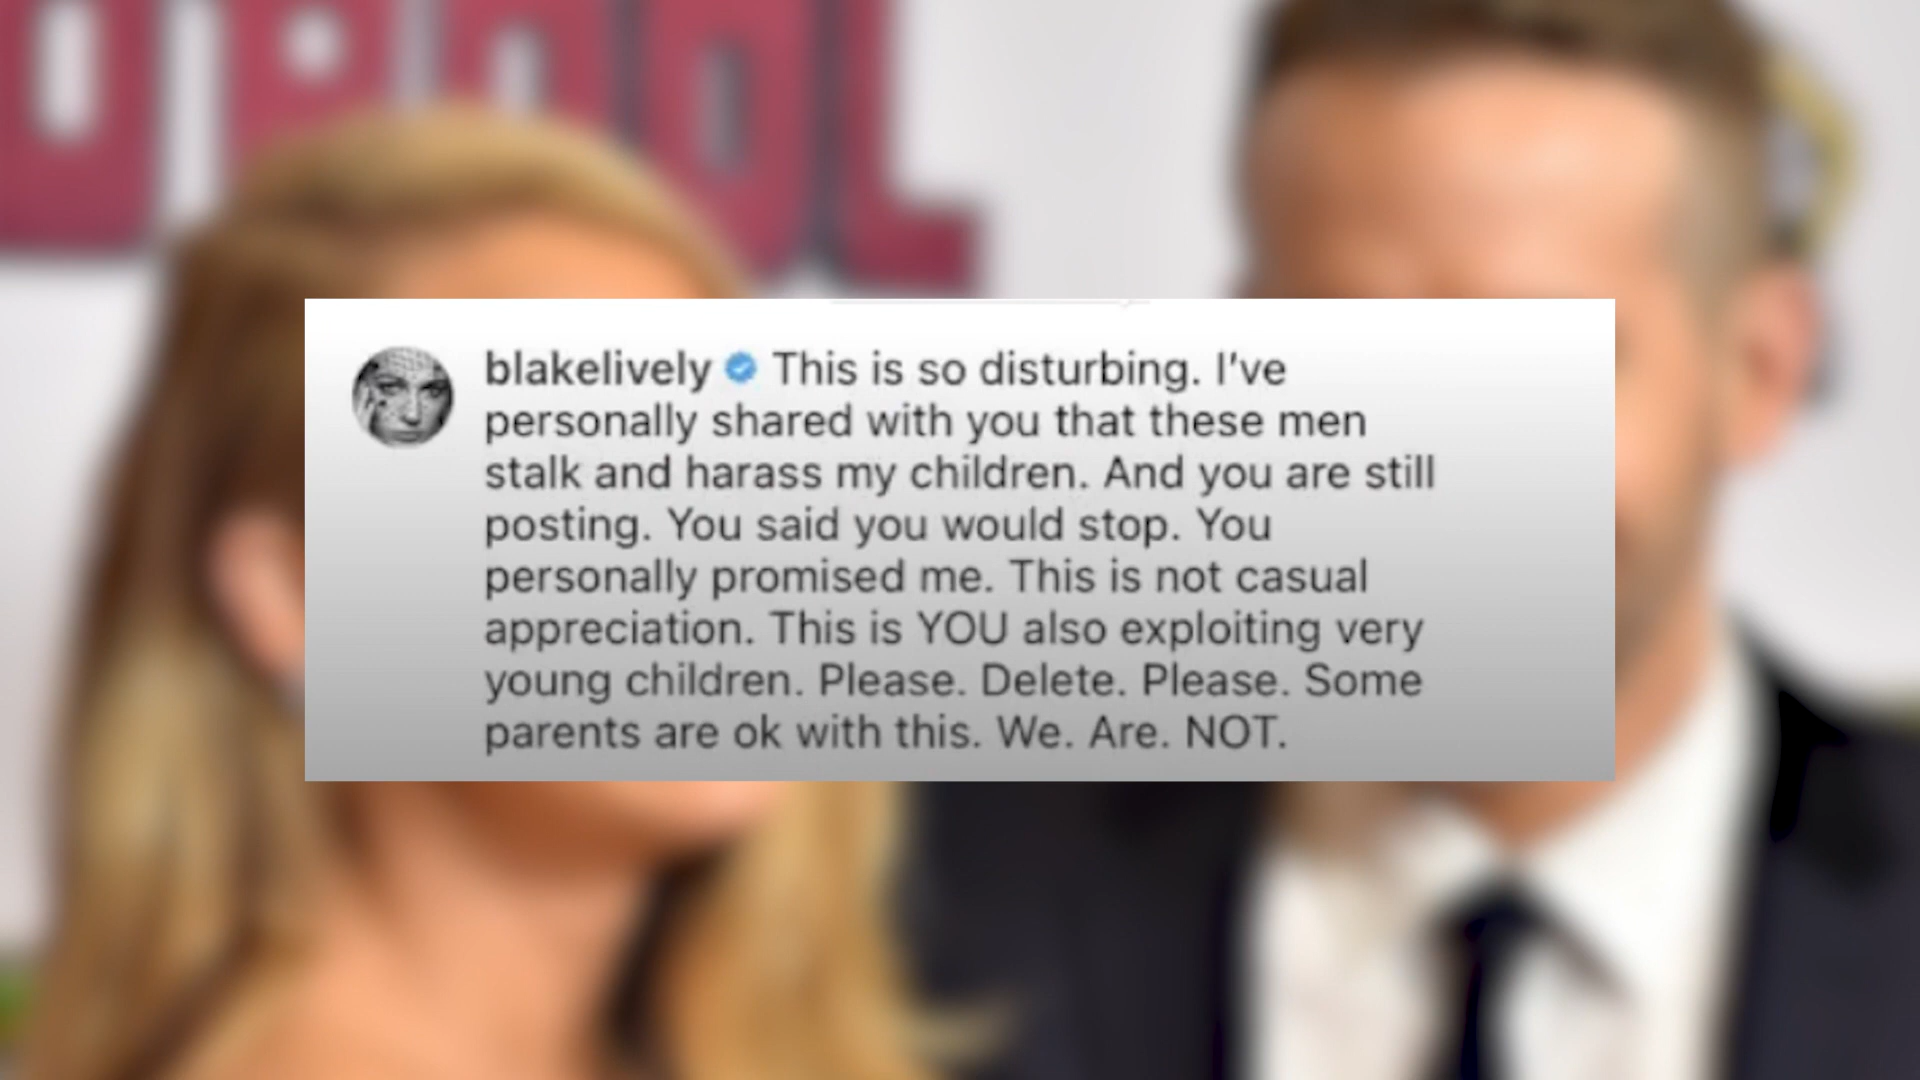 OOL
blakelively This is so disturbing. I've
personally shared with you that these men
stalk and harass my children. And you are still
posting. You said you would stop. You
personally promised me. This is not casual
appreciation. This is YOU also exploiting very
young children. Please. Delete. Please. Some
parents are ok with this. We. Are. NOT.